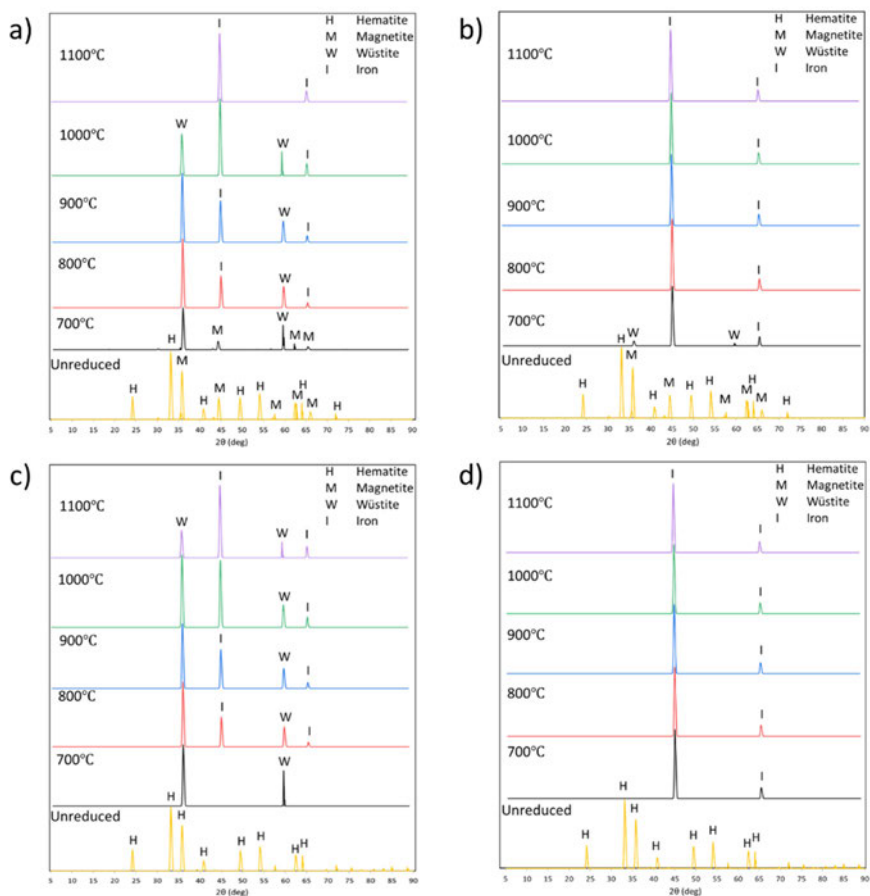 a)
I
H Hematite
M Magnetite
W Wüstite
I Iron
1100°C
I
W
1000°C
W
I
900°C
I
W
I
800°C
I
W
I
700°C
W
M
M
M
H
Unreduced
M
H
H
M
H
H
M
M
H
M
H
5 10 15 20 25 30 35 40 45 50 55 60 65 70 75 80 85 90
2θ (deg)
b)
I
H Hematite
M Magnetite
W Wüstite
I Iron
1100°C
I
1000°C
I
900°C
I
800°C
I
700°C
W
W
I
H
Unreduced
M
H
H
M
H
H
M
M
H
M
H
5 10 15 20 25 30 35 40 45 50 55 60 65 70 75 80 85 90
2θ (deg)
c)
I
H Hematite
M Magnetite
W Wüstite
I Iron
1100°C
W
W
I
1000°C
W
I
900°C
I
W
I
800°C
I
W
I
700°C
W
H
Unreduced
H
H
H
H
H
H
H
5 10 15 20 25 30 35 40 45 50 55 60 65 70 75 80 85 90
2θ (deg)
d)
I
H Hematite
M Magnetite
W Wüstite
I Iron
1100°C
I
1000°C
I
900°C
I
800°C
I
700°C
I
H
Unreduced
H
H
H
H
H
H
H
5 10 15 20 25 30 35 40 45 50 55 60 65 70 75 80 85 90
2θ (deg)